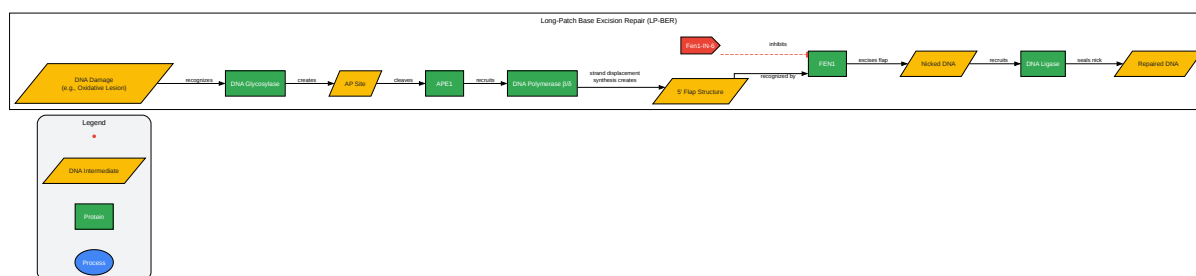 Long-Patch Base Excision Repair (LP-BER)
Fen1-IN-6
inhibits
DNA Damage
(e.g., Oxidative Lesion)
recognizes
DNA Glycosylase
creates
AP Site
cleaves
APE1
recruits
DNA Polymerase β/δ
strand displacement
synthesis creates
5' Flap Structure
recognized by
FEN1
excises flap
Nicked DNA
recruits
DNA Ligase
seals nick
Repaired DNA
Legend
DNA Intermediate
Protein
Process